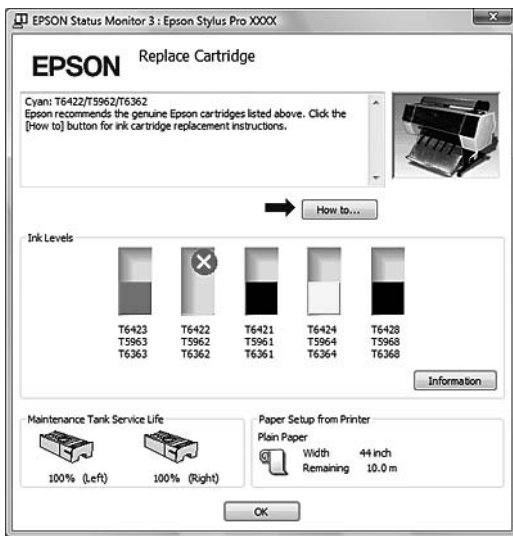 EPSON Status Monitor 3 : Epson Stylus Pro XXXX
EPSON
Replace Cartridge
Cyan: T6422/T5962/T6362
Epson recommends the genuine Epson cartridges listed above. Click the
[How to] button for ink cartridge replacement instructions.
How to...
Ink Levels
T6423 T6422 T6421 T6424 T6428
T5963 T5962 T5961 T5964 T5968
T6363 T6362 T6361 T6364 T6368
Information
Maintenance Tank Service Life
100% (Left) 100% (Right)
Paper Setup from Printer
Plain Paper
Width 44 inch
Remaining 10.0 m
OK